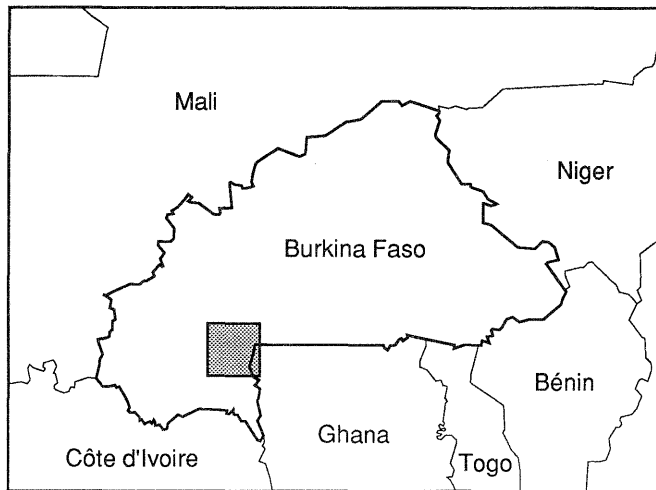 Mali
Niger
Burkina Faso
Bénin
Ghana
Côte d'Ivoire
Togo